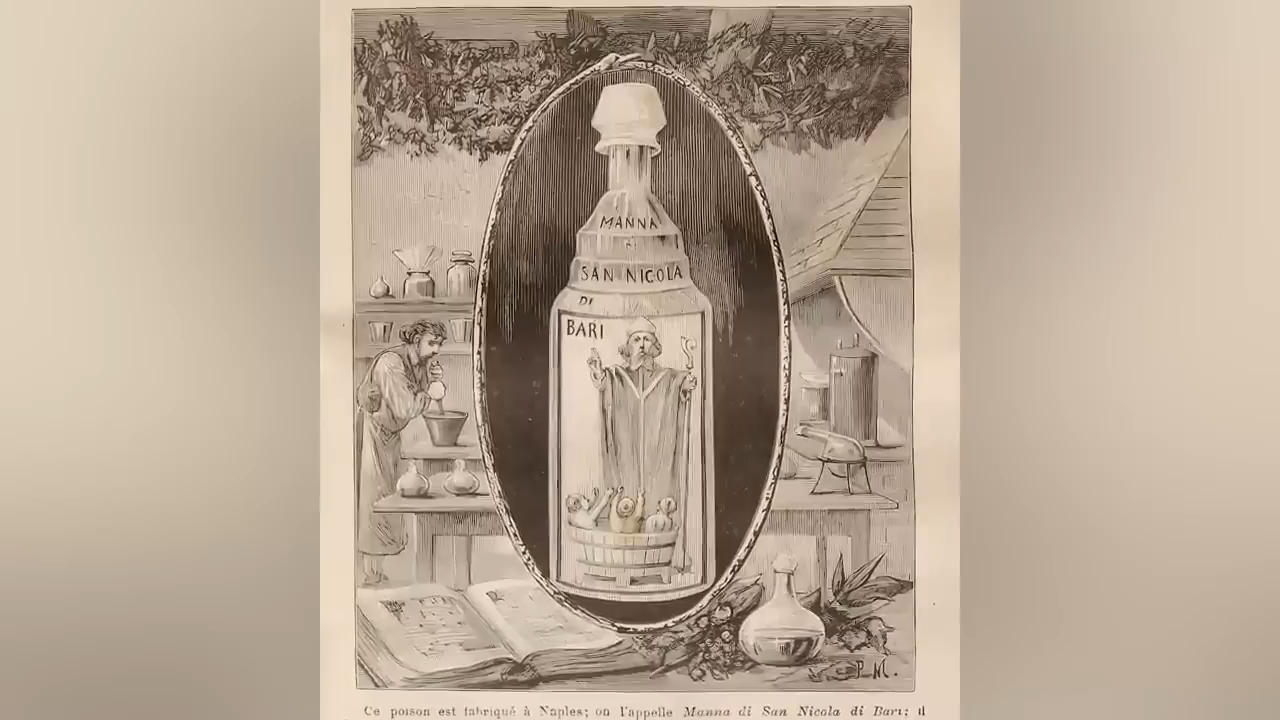 MANNA
DI
SAN NICOLA
DI
BARI
P. M.
Ce poison est fabriqué à Naples; on l'appelle Manna di San Nicola di Bari; il